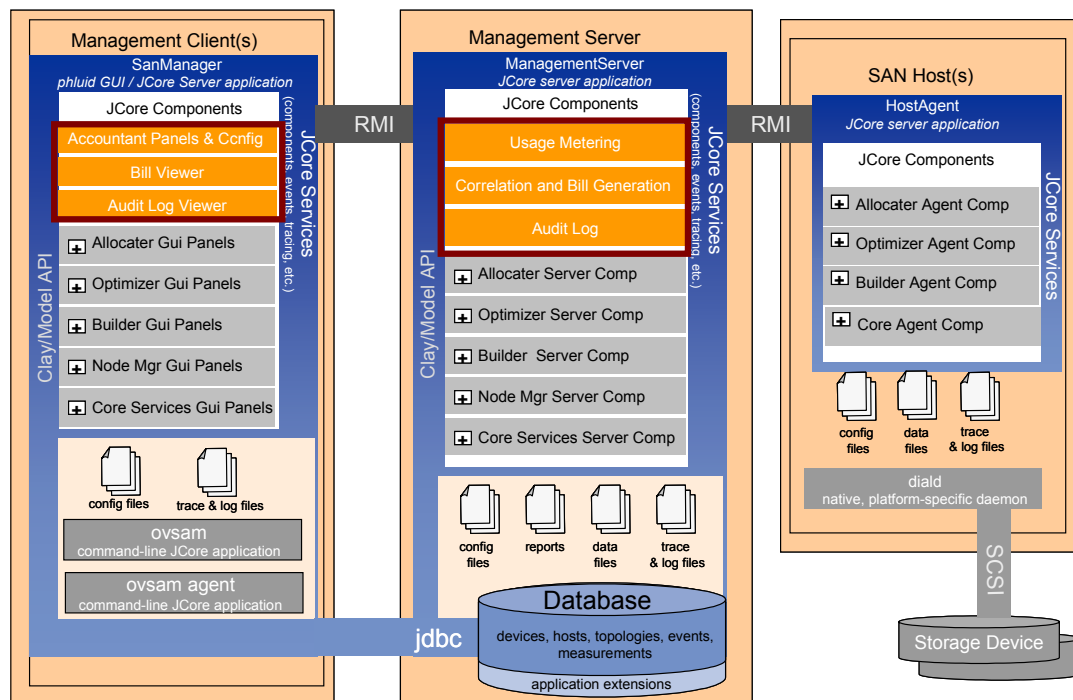 Management Client(s)
SanManager
phluid GUI / JCore Server application
JCore Components
Accountant Panels & Config
Bill Viewer
Audit Log Viewer
Allocater Gui Panels
Optimizer Gui Panels
Builder Gui Panels
Node Mgr Gui Panels
Core Services Gui Panels
Clay/Model API
JCore Services
(components, events, tracing, etc.)
config files
trace & log files
ovsam
command-line JCore application
ovsam agent
command-line JCore application
RMI
jdbc
Management Server
ManagementServer
JCore server application
JCore Components
Usage Metering
Correlation and Bill Generation
Audit Log
Allocater Server Comp
Optimizer Server Comp
Builder Server Comp
Node Mgr Server Comp
Core Services Server Comp
Clay/Model API
JCore Services
(components, events, tracing, etc.)
config
files
reports
data
files
trace
& log files
Database
devices, hosts, topologies, events,
measurements
application extensions
RMI
SAN Host(s)
HostAgent
JCore server application
JCore Components
Allocater Agent Comp
Optimizer Agent Comp
Builder Agent Comp
Core Agent Comp
JCore Services
config
files
data
files
trace
& log files
diald
native, platform-specific daemon
SCSI
Storage Device